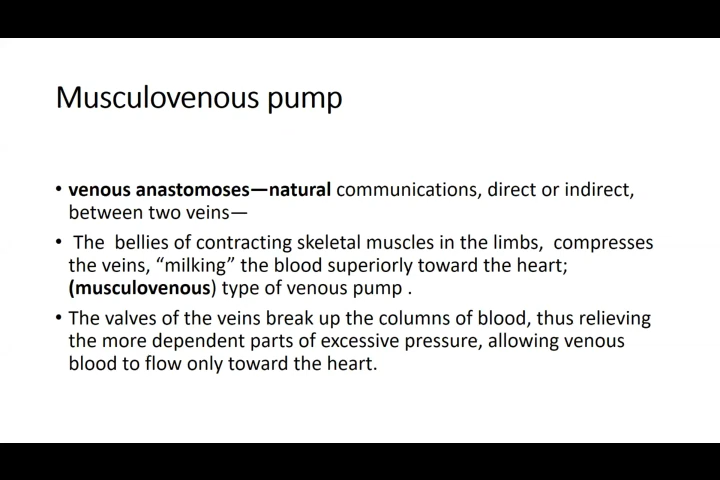 Musculovenous pump
• venous anastomoses—natural communications, direct or indirect,
between two veins—
• The bellies of contracting skeletal muscles in the limbs, compresses
the veins, “milking” the blood superiorly toward the heart;
(musculovenous) type of venous pump .
• The valves of the veins break up the columns of blood, thus relieving
the more dependent parts of excessive pressure, allowing venous
blood to flow only toward the heart.